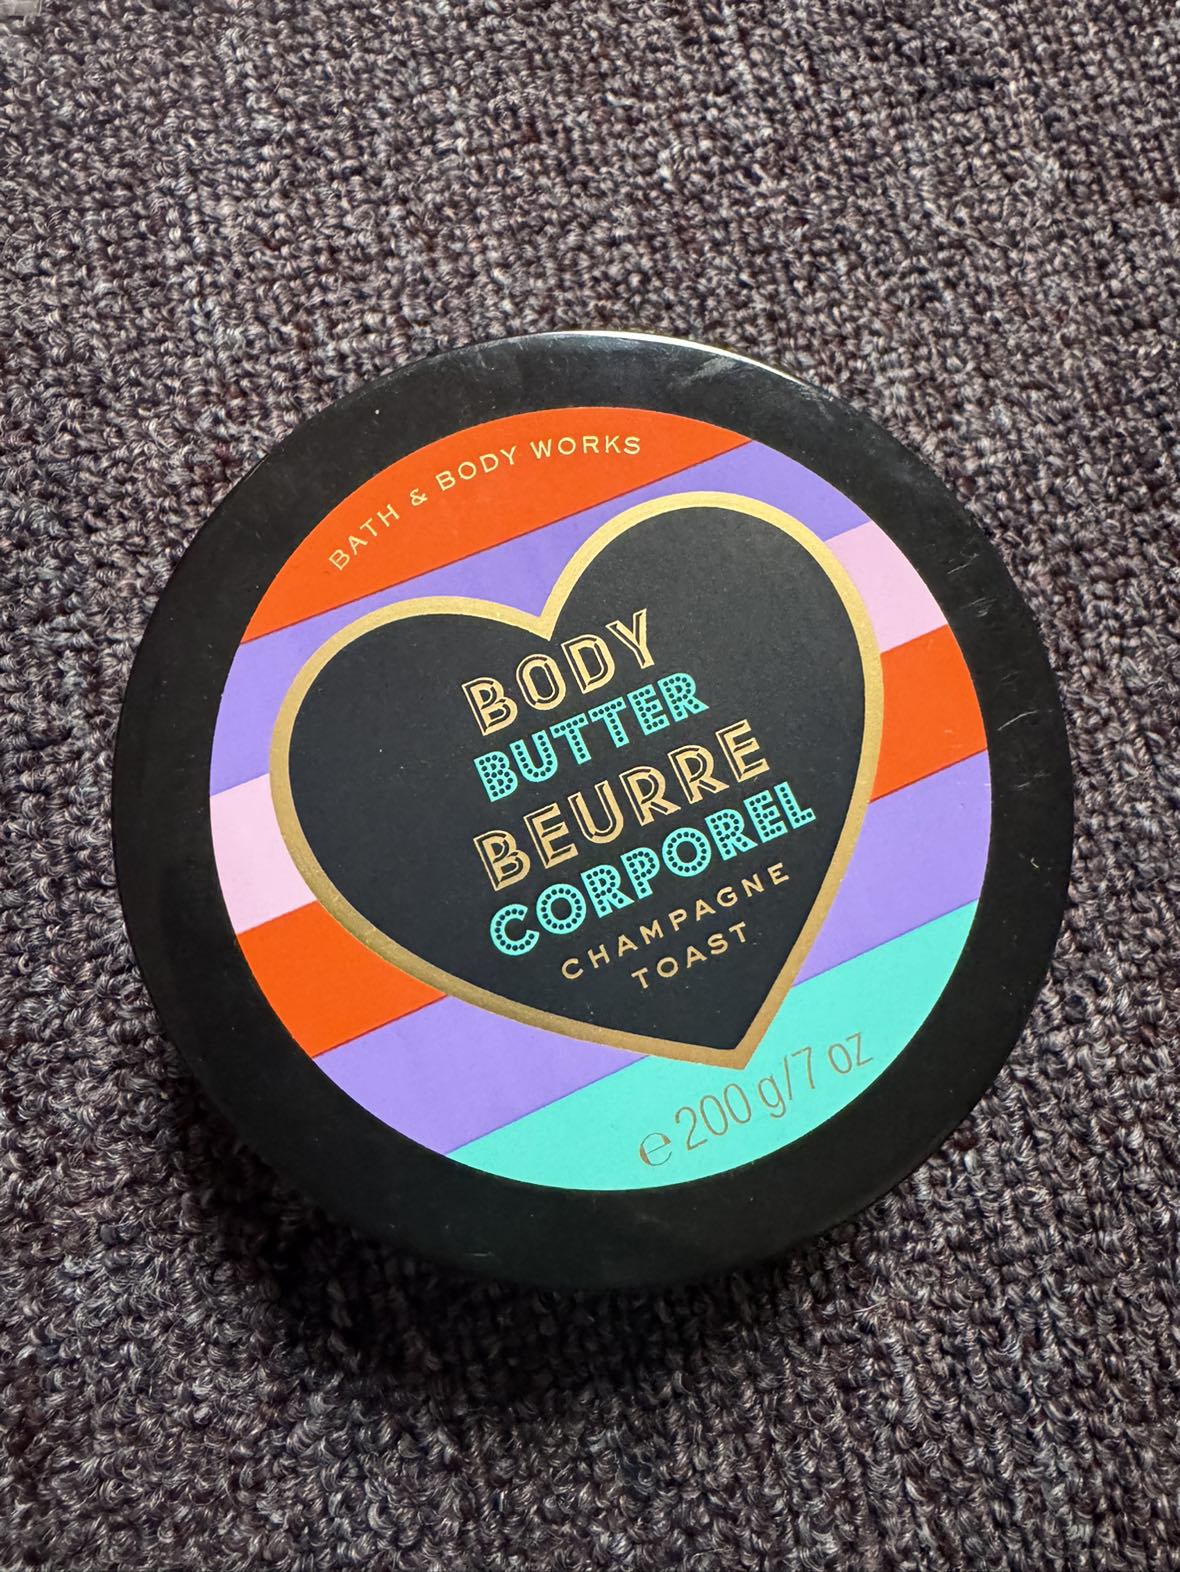 BATH & BODY WORKS
BODY
BUTTER
BEURRE
CORPOREL
CHAMPAGNE
TOAST
℮ 200 g/7 oz